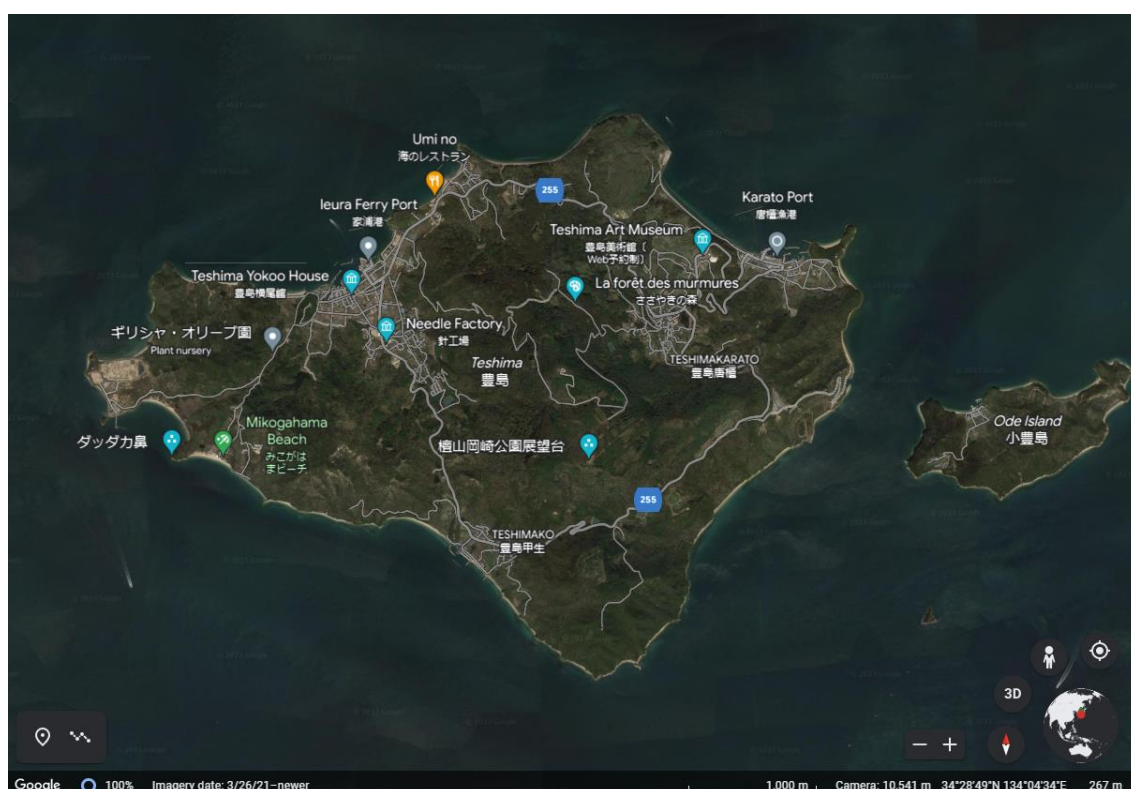 Umi no
海のレストラン
255
Ieura Ferry Port
家浦港
Karato Port
唐櫃漁港
Teshima Art Museum
豊島美術館〔
Web予約制〕
Teshima Yokoo House
豊島横尾館
La forêt des murmures
ささやきの森
ギリシャ・オリーブ園
Plant nursery
Needle Factory
針工場
Teshima
豊島
TESHIMAKARATO
豊島唐櫃
Mikogahama
Beach
みこがは
まビーチ
ダッダカ鼻
檀山岡崎公園展望台
Ode Island
小豊島
255
TESHIMAKO
豊島甲生
3D
Google 100% Imagery date: 3/26/21–newer 1,000 m Camera: 10,541 m 34°28'49"N 134°04'34"E 267 m